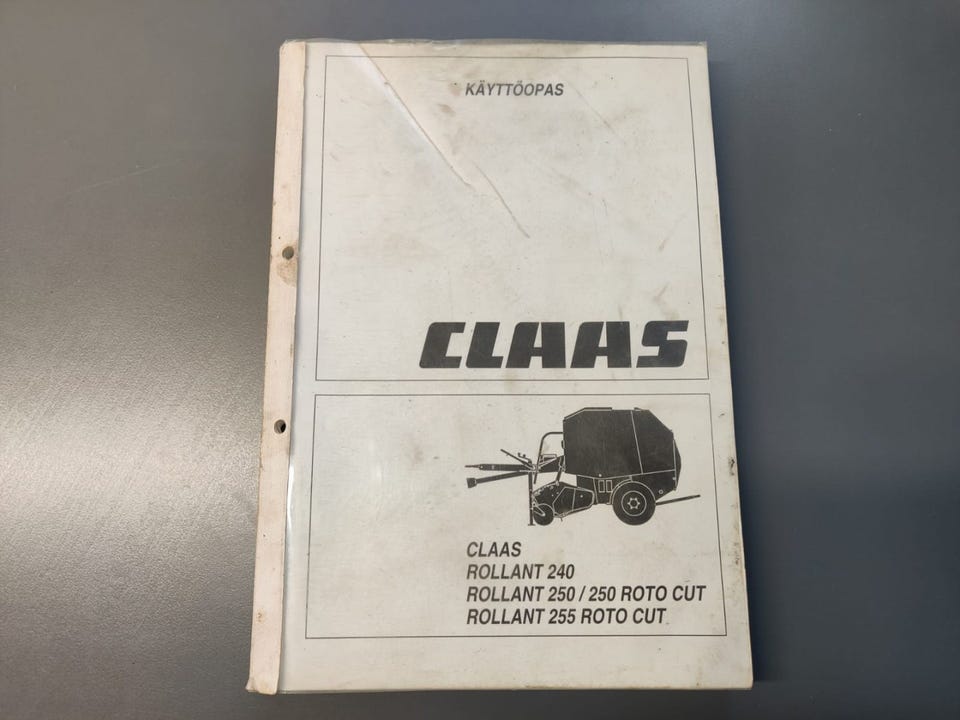 KÄYTTÖOPAS
CLAAS
CLAAS
ROLLANT 240
ROLLANT 250 / 250 ROTO CUT
ROLLANT 255 ROTO CUT